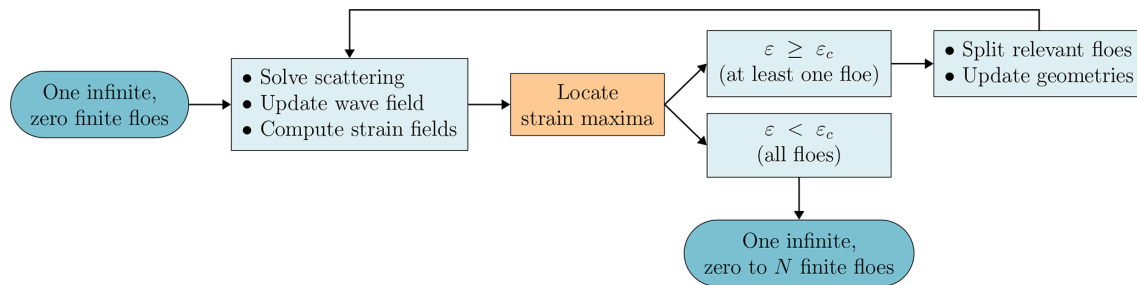 One infinite,
zero finite floes
● Solve scattering
● Update wave field
● Compute strain fields
Locate
strain maxima
ε ≥ ε_c
(at least one floe)
● Split relevant floes
● Update geometries
ε < ε_c
(all floes)
One infinite,
zero to N finite floes